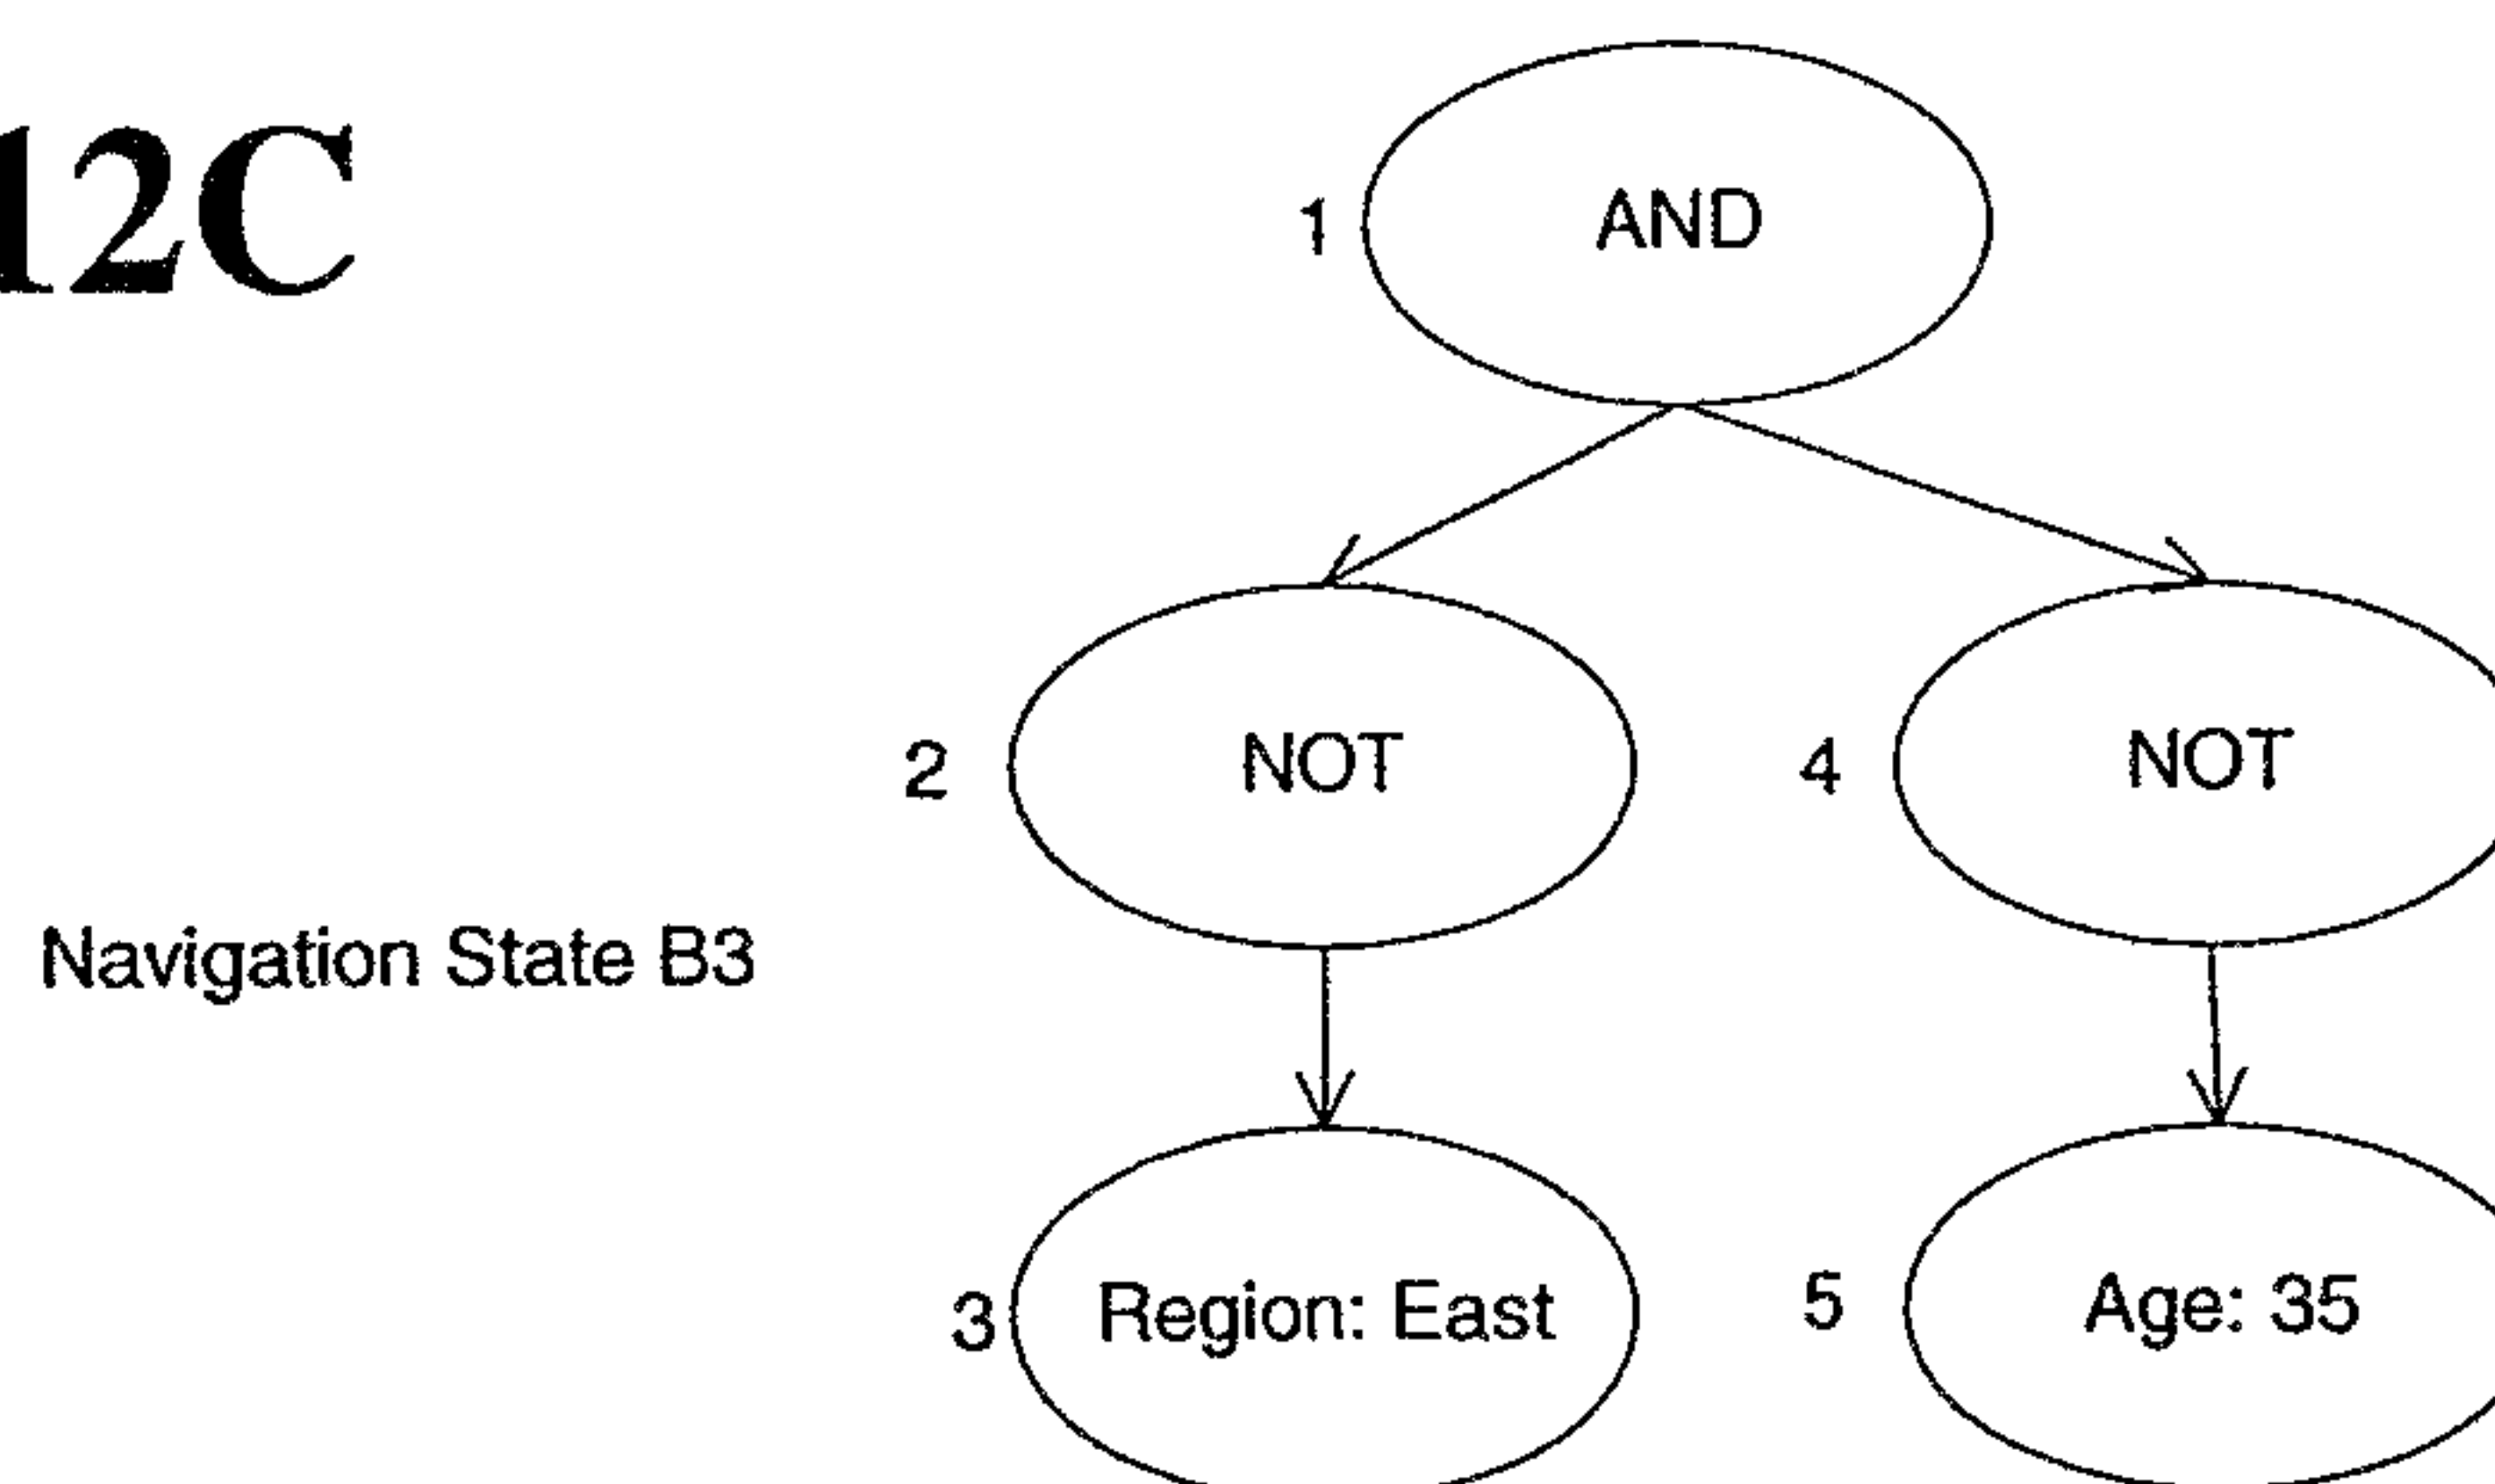 12C
1 AND
2 NOT
4 NOT
Navigation State B3
3 Region: East
5 Age: 35